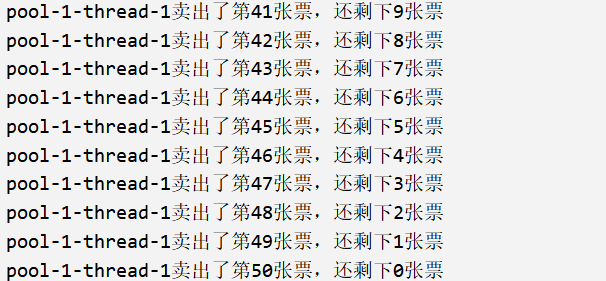 pool-1-thread-1卖出了第41张票，还剩下9张票
pool-1-thread-1卖出了第42张票，还剩下8张票
pool-1-thread-1卖出了第43张票，还剩下7张票
pool-1-thread-1卖出了第44张票，还剩下6张票
pool-1-thread-1卖出了第45张票，还剩下5张票
pool-1-thread-1卖出了第46张票，还剩下4张票
pool-1-thread-1卖出了第47张票，还剩下3张票
pool-1-thread-1卖出了第48张票，还剩下2张票
pool-1-thread-1卖出了第49张票，还剩下1张票
pool-1-thread-1卖出了第50张票，还剩下0张票